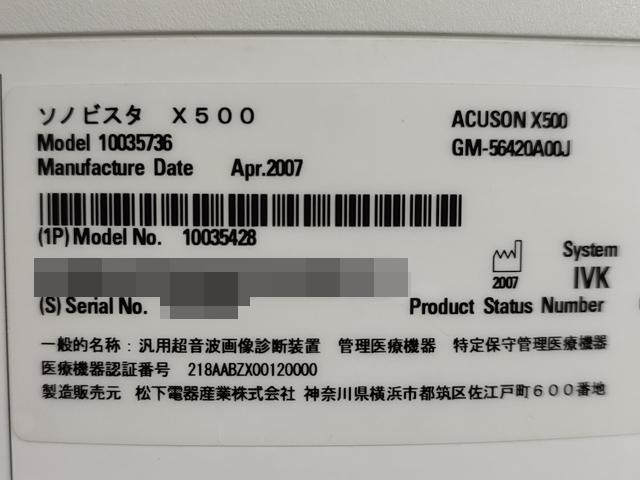 ソノビスタ　Ｘ５００
ACUSON X500
Model 10035736
GM-56420A00J
Manufacture Date Apr.2007
(1P) Model No. 10035428
System
2007
IVK
(S) Serial No.
Product Status Number
一般的名称：汎用超音波画像診断装置　管理医療機器　特定保守管理医療機器
医療機器認証番号　218AABZX00120000
製造販売元　松下電器産業株式会社 神奈川県横浜市都筑区佐江戸町６００番地